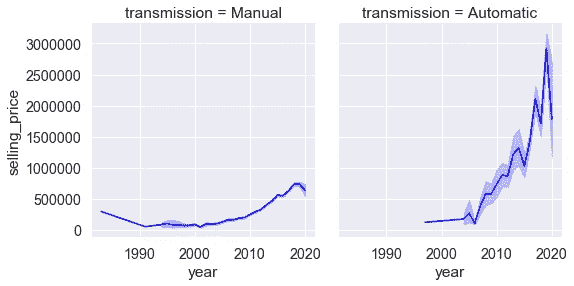 transmission = Manual
transmission = Automatic
3000000
2500000
2000000
1500000
1000000
500000
0
selling_price
1990 2000 2010 2020
1990 2000 2010 2020
year
year